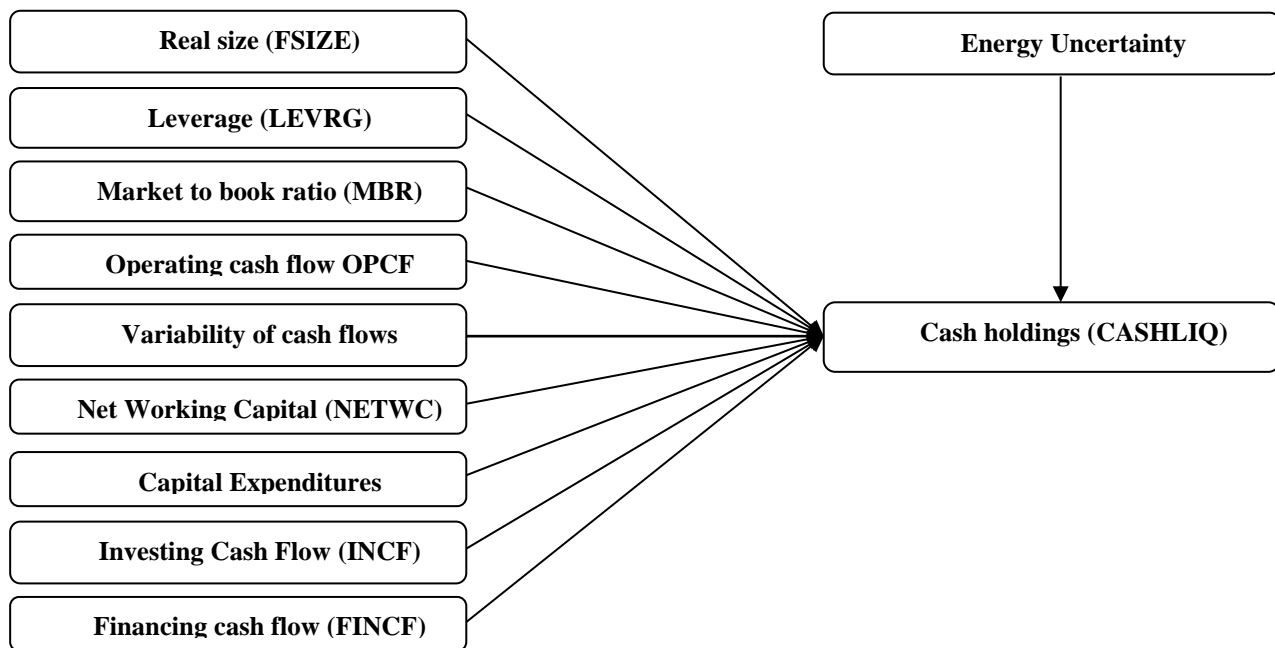 Real size (FSIZE)
Energy Uncertainty
Leverage (LEVRG)
Market to book ratio (MBR)
Operating cash flow OPCF
Variability of cash flows
Cash holdings (CASHLIQ)
Net Working Capital (NETWC)
Capital Expenditures
Investing Cash Flow (INCF)
Financing cash flow (FINCF)